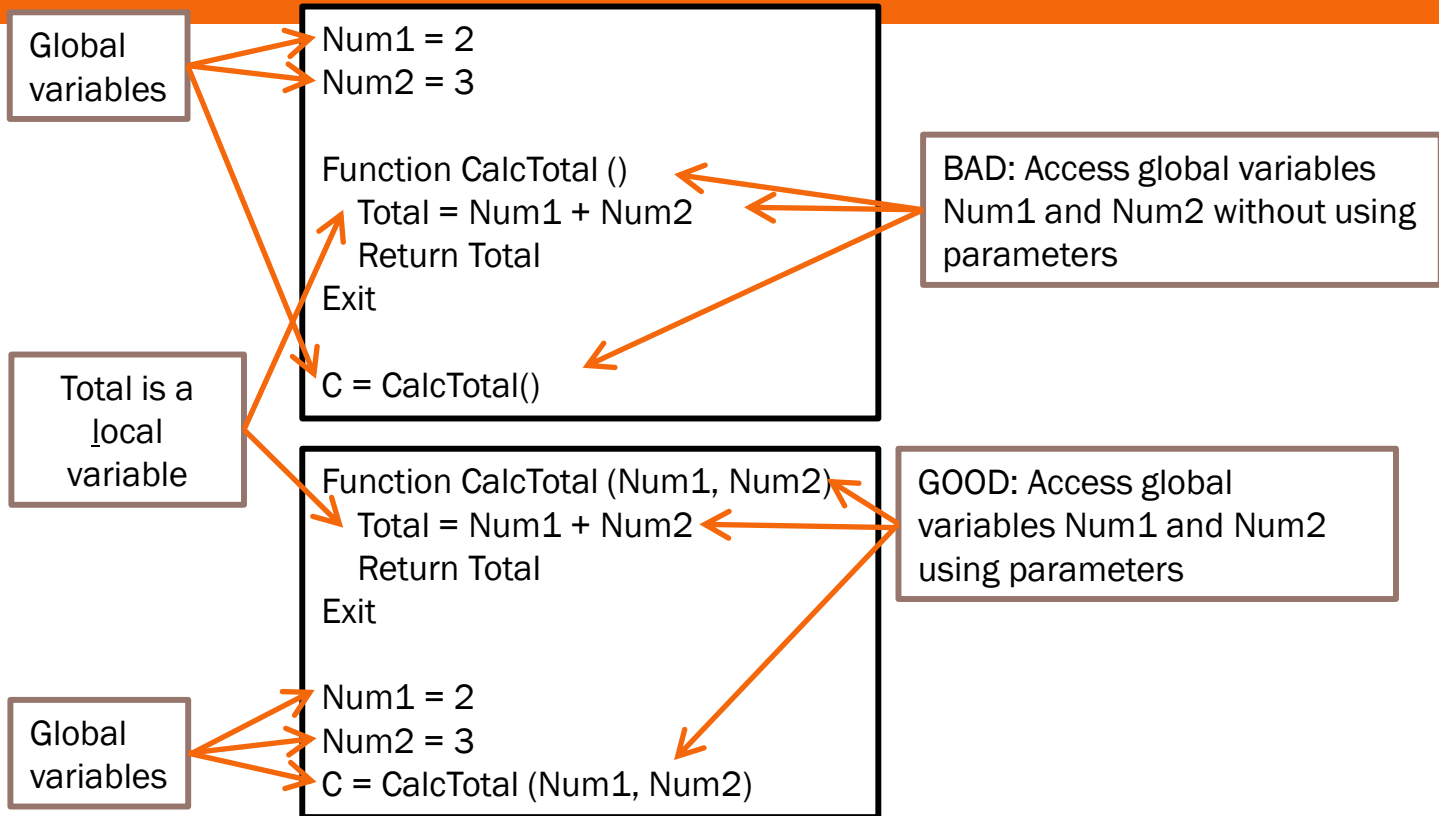 Global
variables
Num1 = 2
Num2 = 3
Function CalcTotal ()
Total = Num1 + Num2
Return Total
Exit
C = CalcTotal()
BAD: Access global variables
Num1 and Num2 without using
parameters
Total is a
local
variable
Function CalcTotal (Num1, Num2)
Total = Num1 + Num2
Return Total
Exit
Num1 = 2
Num2 = 3
C = CalcTotal (Num1, Num2)
GOOD: Access global
variables Num1 and Num2
using parameters
Global
variables